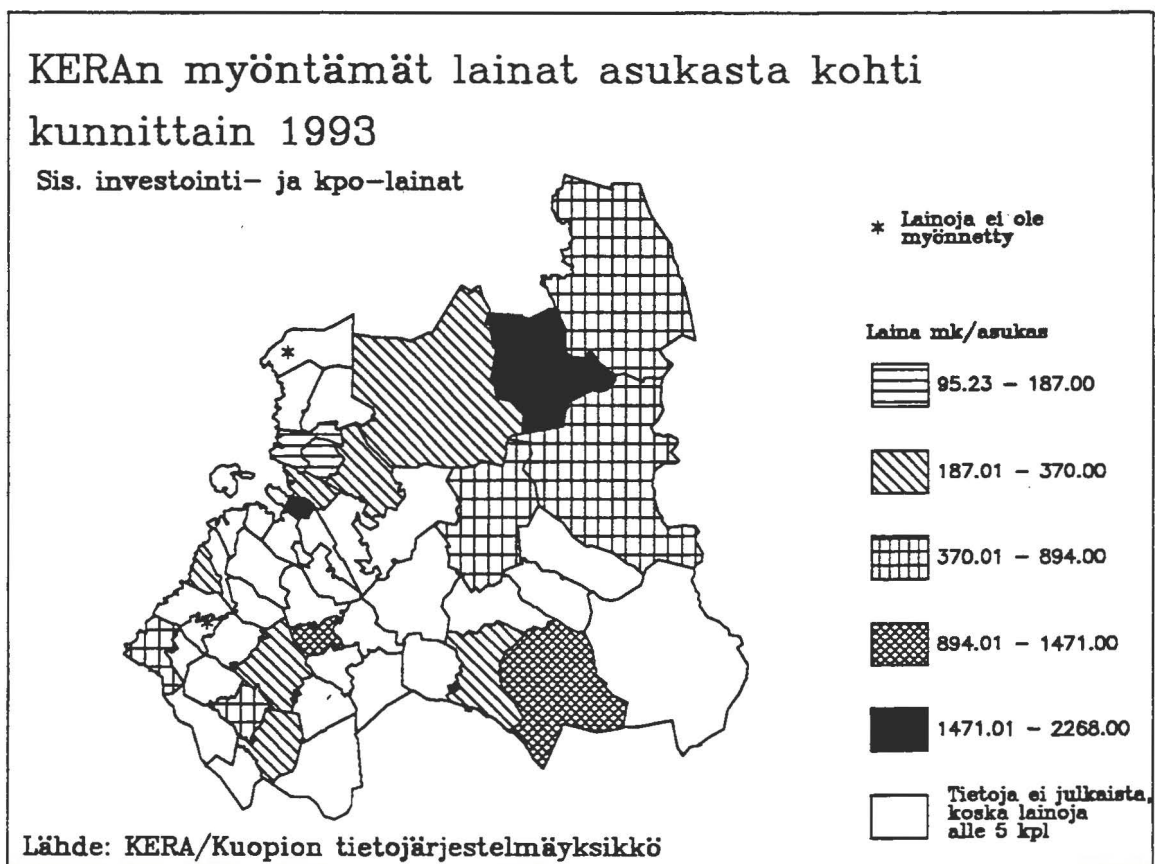 KERAn myöntämät lainat asukasta kohti
kunnittain 1993
Sis. investointi- ja kpo-lainat
* Lainoja ei ole
myönnetty
Laina mk/asukas
95.23 - 187.00
187.01 - 370.00
370.01 - 894.00
894.01 - 1471.00
1471.01 - 2268.00
Tietoja ei julkaista,
koska lainoja
alle 5 kpl
*
*
Lähde: KERA/Kuopion tietojärjestelmäyksikkö